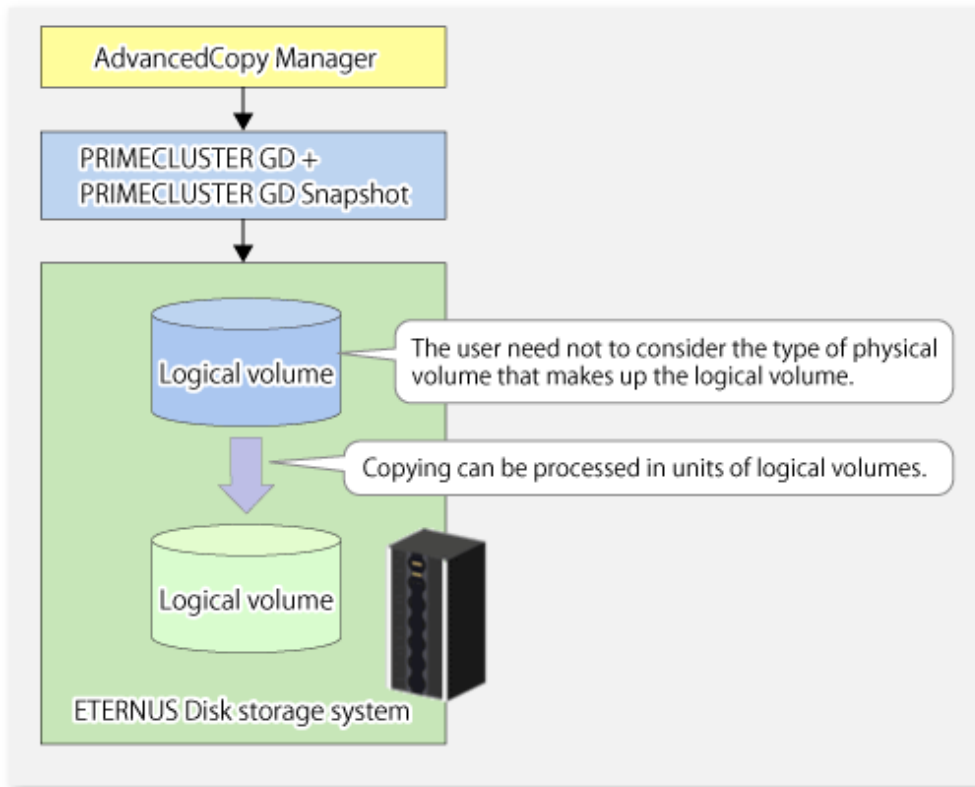 AdvancedCopy Manager
PRIMECLUSTER GD +
PRIMECLUSTER GD Snapshot
Logical volume
The user need not to consider the type of physical
volume that makes up the logical volume.
Copying can be processed in units of logical volumes.
Logical volume
ETERNUS Disk storage system